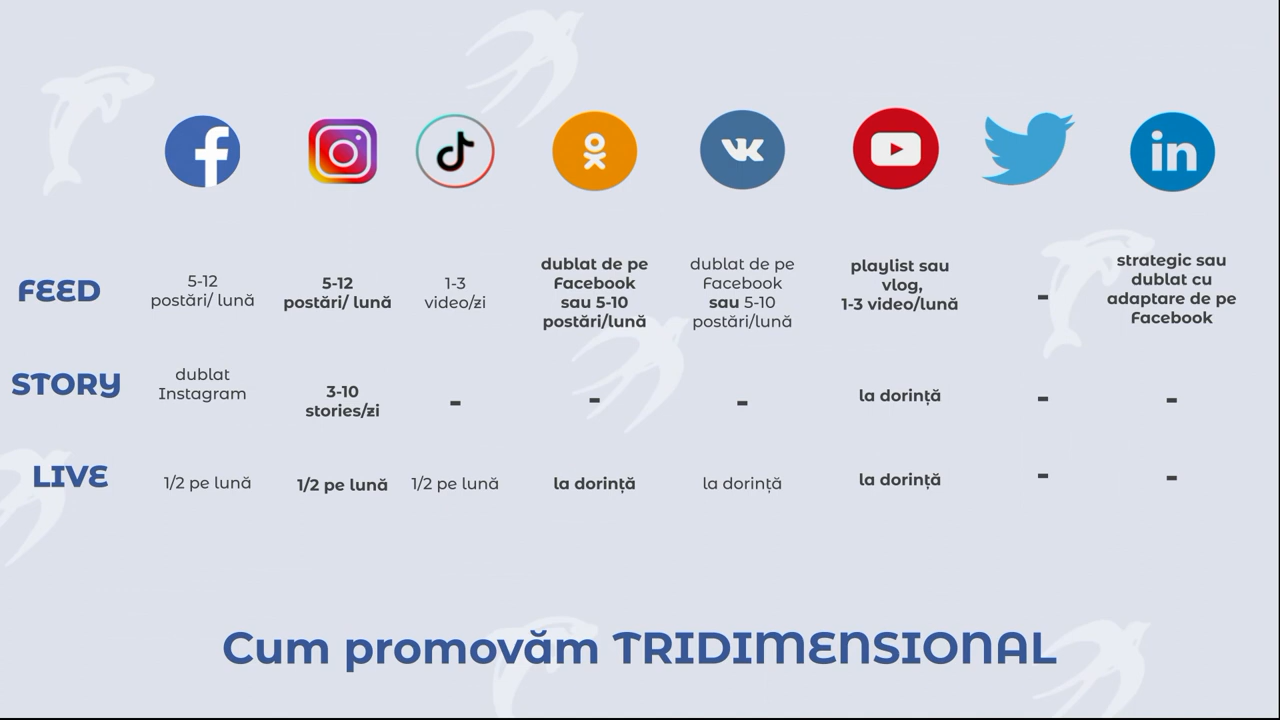 FEED
5-12
postări/ lună
5-12
postări/ lună
1-3
video/zi
dublat de pe
Facebook
sau 5-10
postări/lună
dublat de pe
Facebook
sau 5-10
postări/lună
playlist sau
vlog,
1-3 video/lună
-
strategic sau
dublat cu
adaptare de pe
Facebook
STORY
dublat
Instagram
3-10
stories/zi
-
-
-
la dorință
-
-
LIVE
1/2 pe lună
1/2 pe lună
1/2 pe lună
la dorință
la dorință
la dorință
-
-
Cum promovăm TRIDIMENSIONAL